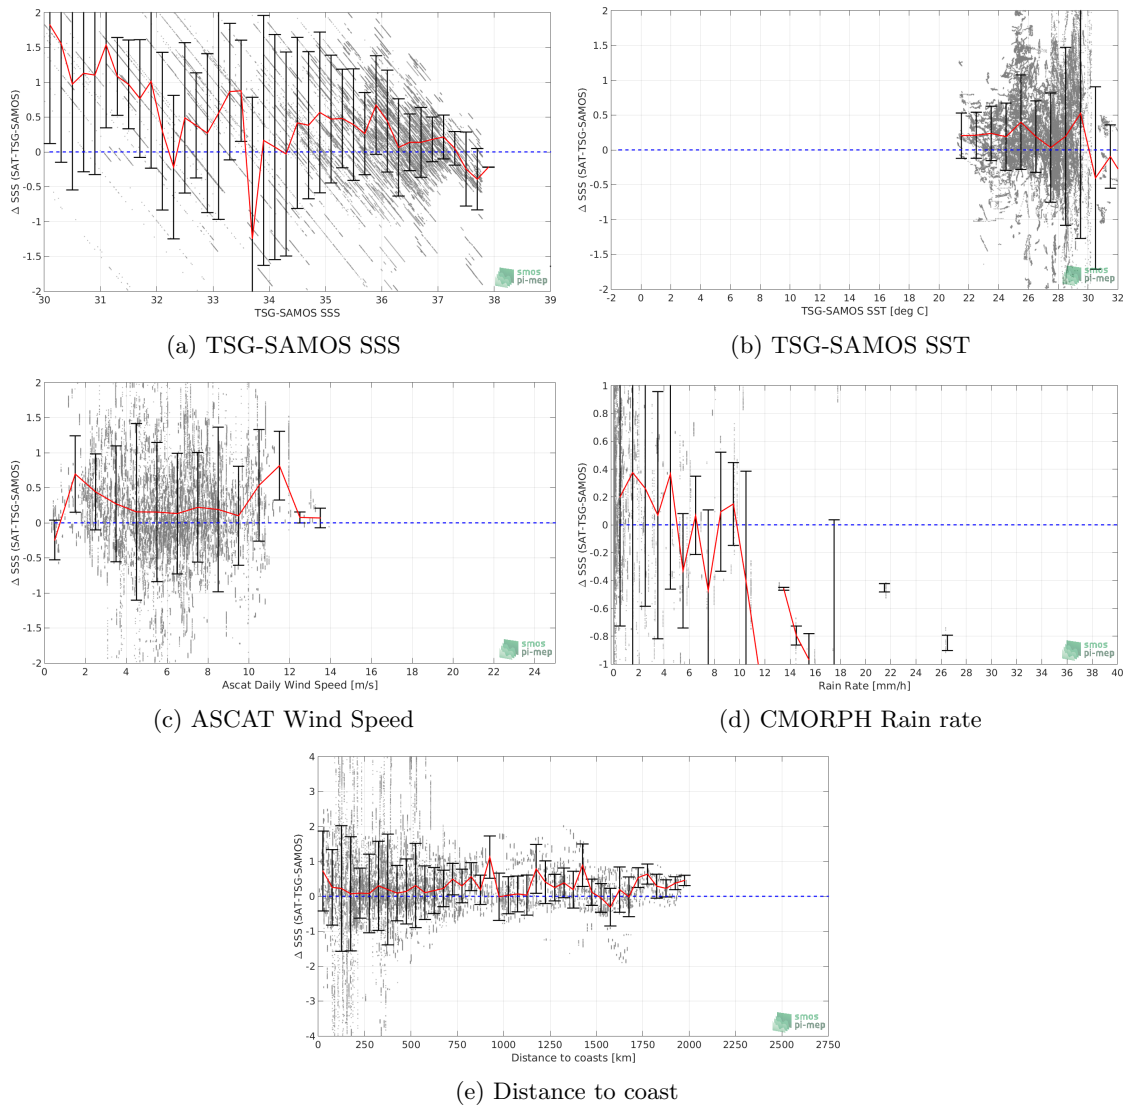 2
1.5
1
0.5
0
-0.5
-1
-1.5
-2
Δ SSS (SAT-TSG-SAMOS)
30 31 32 33 34 35 36 37 38 39
TSG-SAMOS SSS
smos
pi-mep
(a) TSG-SAMOS SSS
2
1.5
1
0.5
0
-0.5
-1
-1.5
-2
Δ SSS (SAT-TSG-SAMOS)
-2 0 2 4 6 8 10 12 14 16 18 20 22 24 26 28 30 32
TSG-SAMOS SST [deg C]
smos
pi-mep
(b) TSG-SAMOS SST
2
1.5
1
0.5
0
-0.5
-1
-1.5
-2
Δ SSS (SAT-TSG-SAMOS)
0 2 4 6 8 10 12 14 16 18 20 22 24
Ascat Daily Wind Speed [m/s]
smos
pi-mep
(c) ASCAT Wind Speed
1
0.8
0.6
0.4
0.2
0
-0.2
-0.4
-0.6
-0.8
-1
Δ SSS (SAT-TSG-SAMOS)
0 2 4 6 8 10 12 14 16 18 20 22 24 26 28 30 32 34 36 38 40
Rain Rate [mm/h]
smos
pi-mep
(d) CMORPH Rain rate
4
3
2
1
0
-1
-2
-3
-4
Δ SSS (SAT-TSG-SAMOS)
0 250 500 750 1000 1250 1500 1750 2000 2250 2500 2750
Distance to coasts [km]
smos
pi-mep
(e) Distance to coast